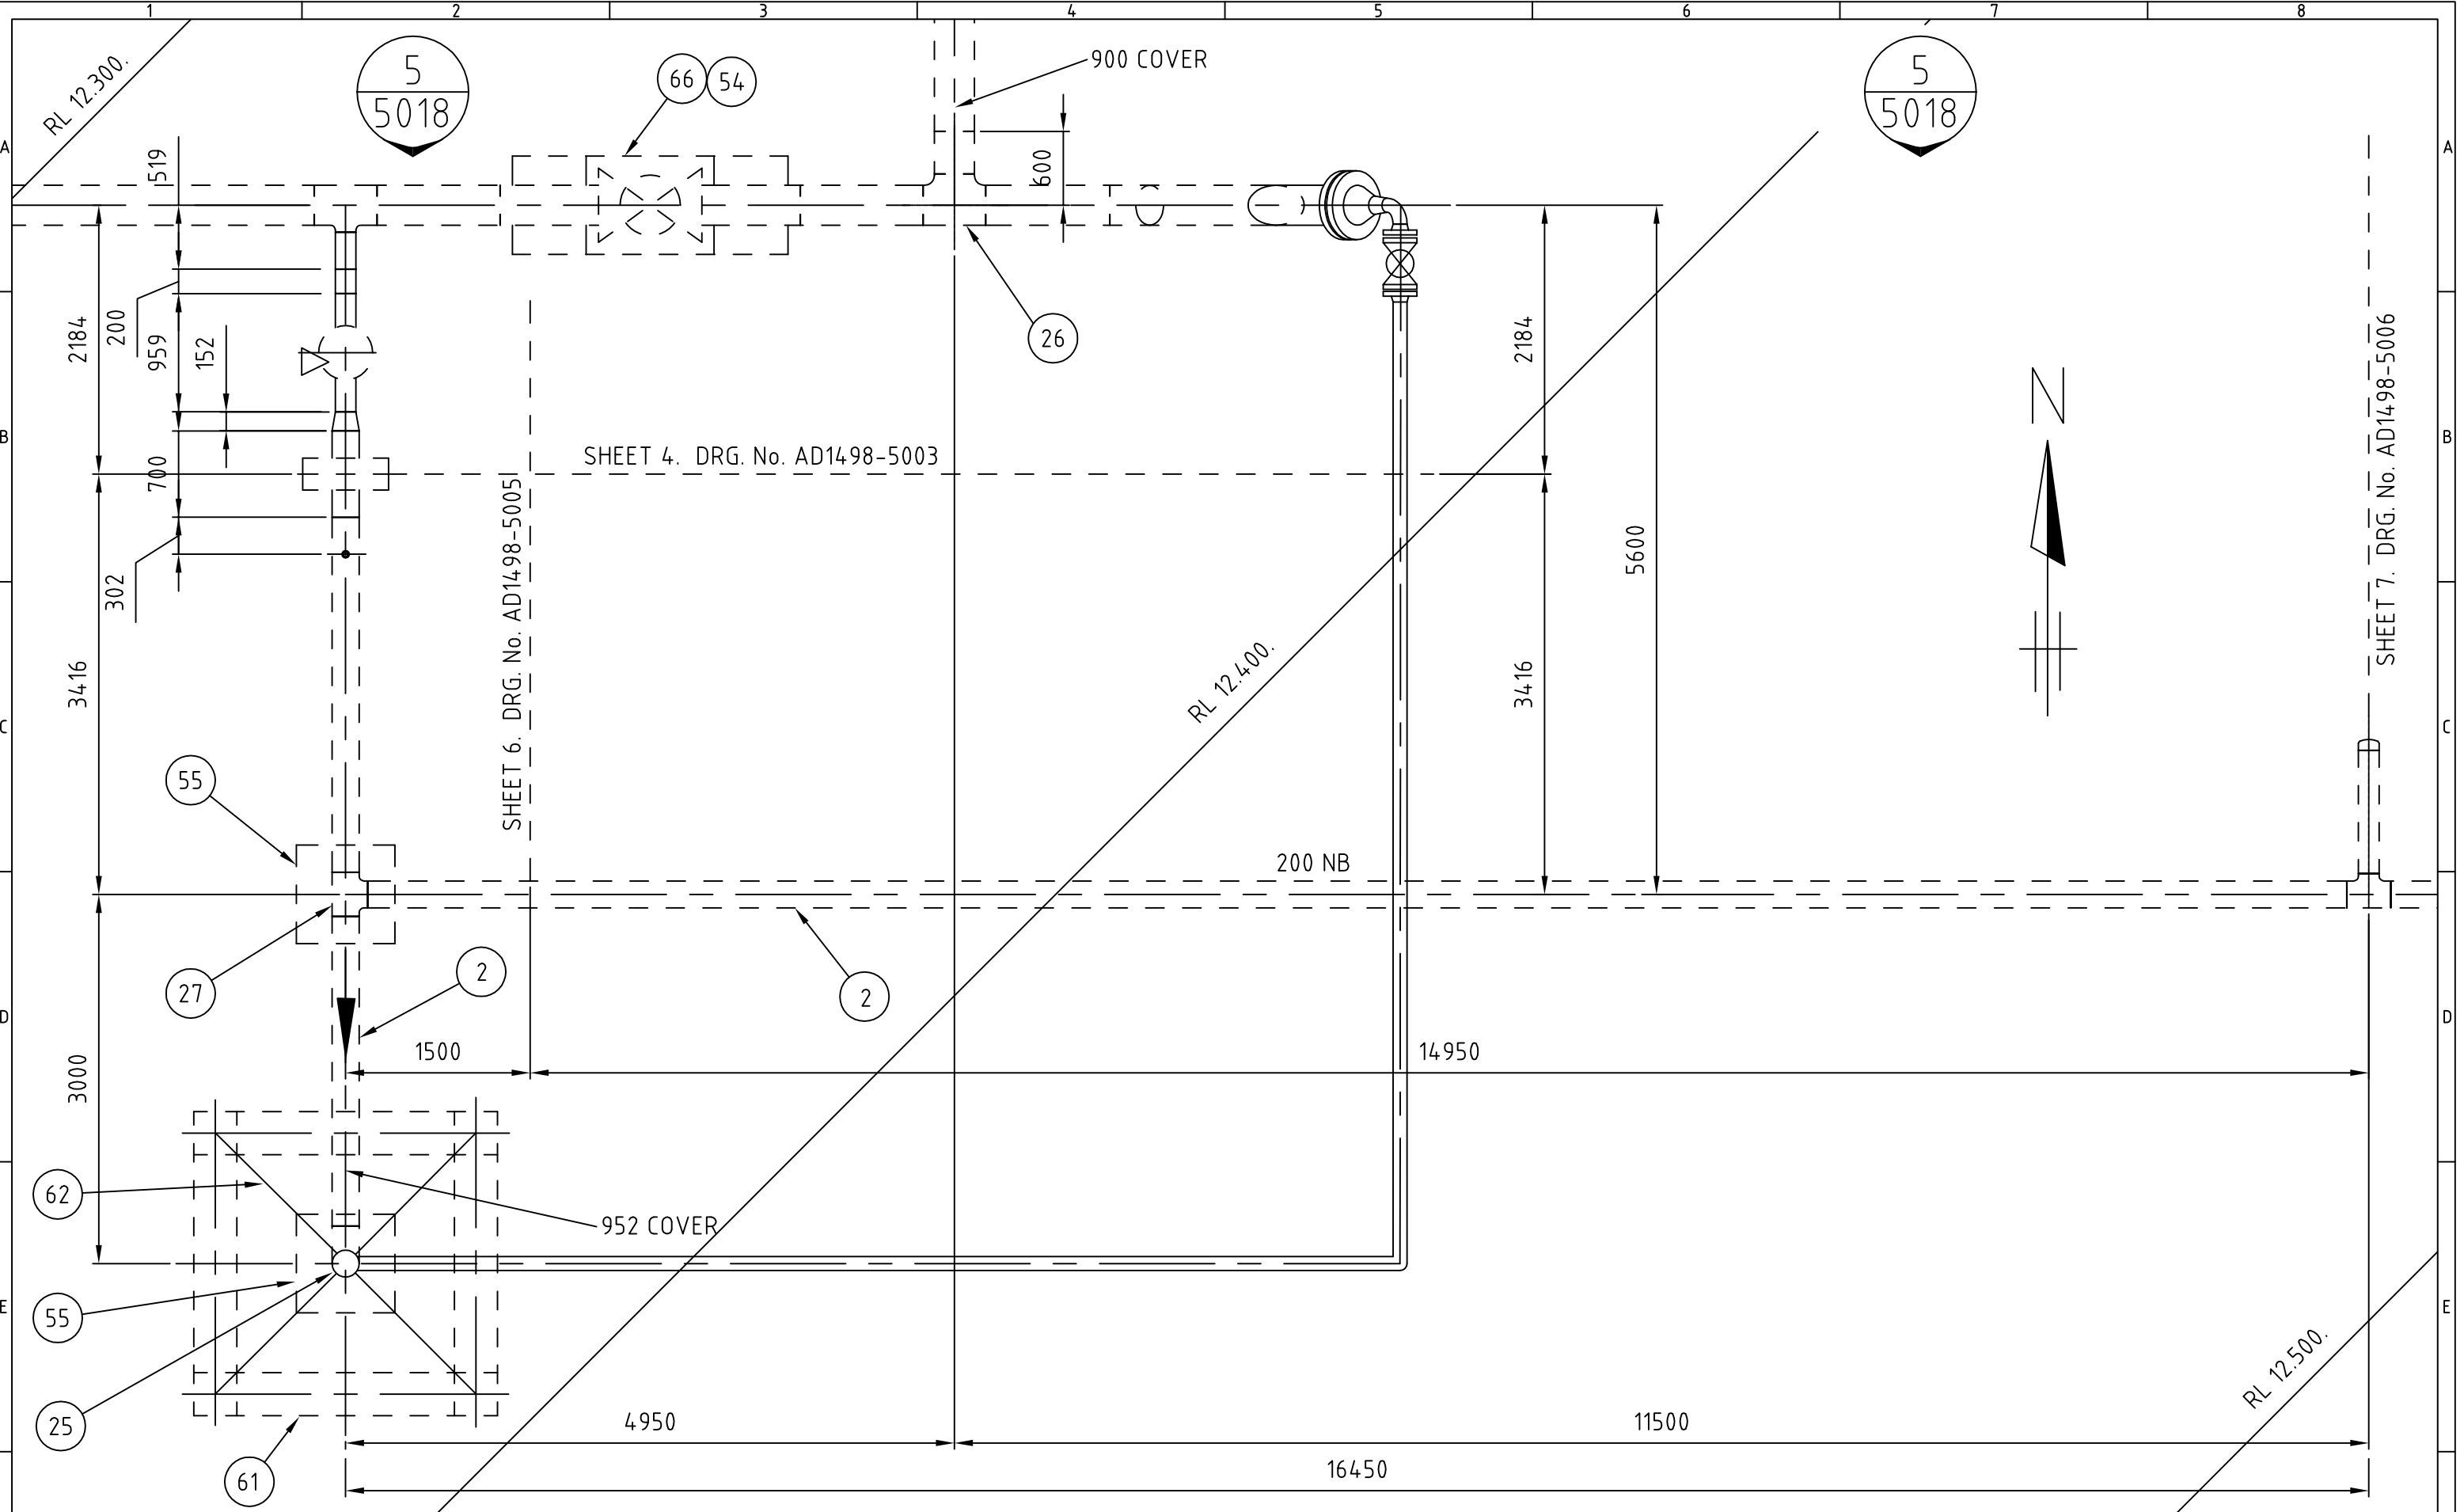 1 2 3 4 5 6 7 8
A
A
RL 12.300.
5
5018
66
54
900 COVER
5
5018
519
600
26
2184
200
959
152
2184
SHEET 7. DRG. No. AD1498-5006
N
B
B
SHEET 4. DRG. No. AD1498-5003
700
SHEET 6. DRG. No. AD1498-5005
5600
302
3416
RL 12.400.
3416
C
C
55
200 NB
27
2
2
D
D
1500
14950
3000
62
952 COVER
55
E
E
25
RL 12.500.
4950
11500
61
16450